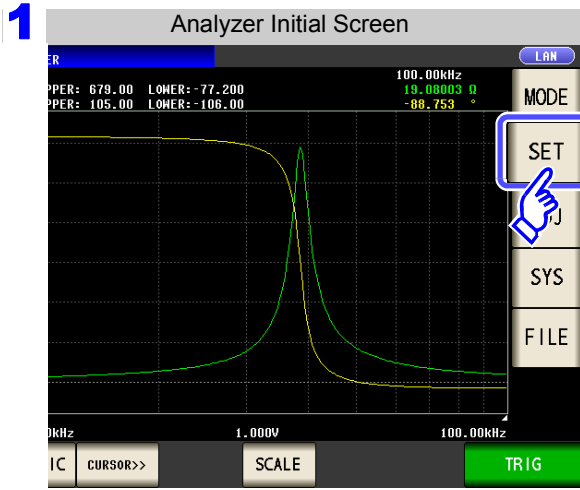 1
Analyzer Initial Screen
ER
LAN
PPER: 679.00 LOWER:-77.200
PPER: 105.00 LOWER:-106.00
100.00kHz
19.08003 Ω
-88.753 °
MODE
SET
J
SYS
FILE
0kHz
1.000V
100.00kHz
IC
CURSOR>>
SCALE
TRIG